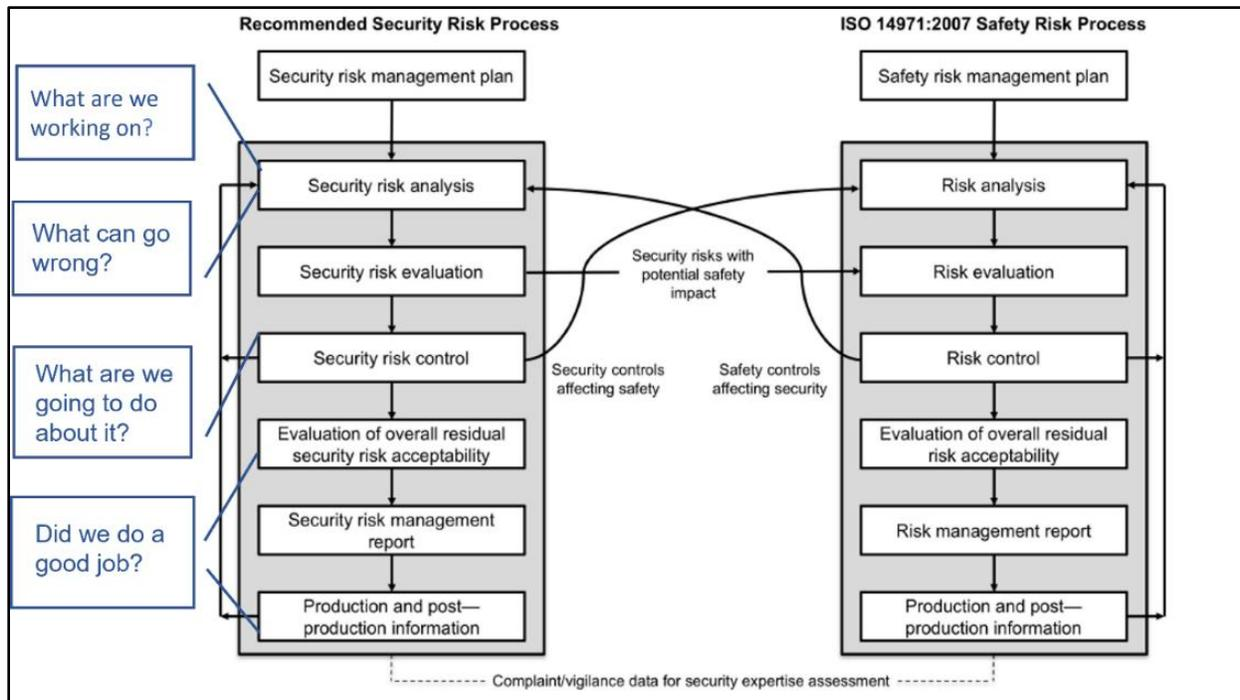 Recommended Security Risk Process
ISO 14971:2007 Safety Risk Process
What are we
working on?
What can go
wrong?
What are we
going to do
about it?
Did we do a
good job?
Security risk management plan
Security risk analysis
Security risk evaluation
Security risk control
Evaluation of overall residual
security risk acceptability
Security risk management
report
Production and post—
production information
Security risks with
potential safety
impact
Security controls
affecting safety
Safety controls
affecting security
Safety risk management plan
Risk analysis
Risk evaluation
Risk control
Evaluation of overall residual
risk acceptability
Risk management report
Production and post—
production information
Complaint/vigilance data for security expertise assessment